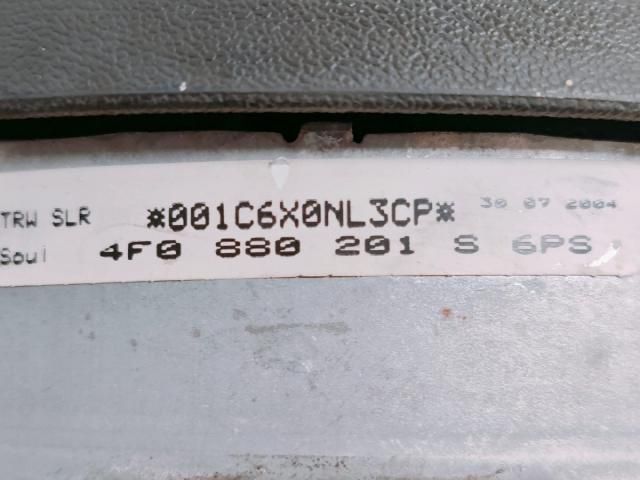 TRW SLR *001C6X0NL3CP* 30 07 2004
Soul 4F0 880 201 S 6PS